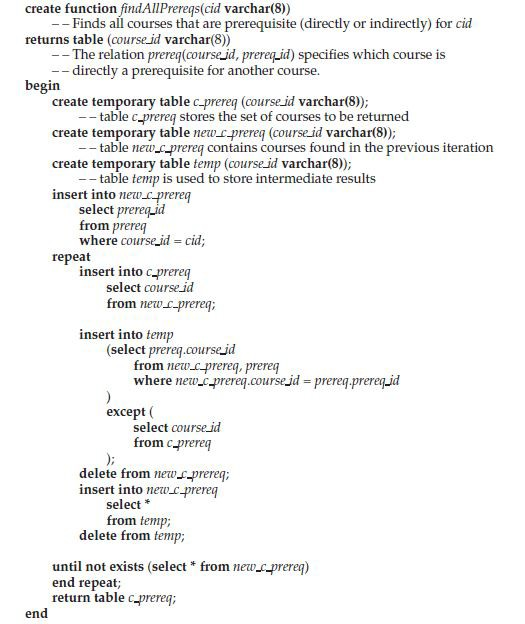 create function findAllPrereqs(cid varchar(8))
-- Finds all courses that are prerequisite (directly or indirectly) for cid
returns table (course_id varchar(8))
-- The relation prereq(course_id, prereq_id) specifies which course is
-- directly a prerequisite for another course.
begin
create temporary table c_prereq (course_id varchar(8));
-- table c_prereq stores the set of courses to be returned
create temporary table new_c_prereq (course_id varchar(8));
-- table new_c_prereq contains courses found in the previous iteration
create temporary table temp (course_id varchar(8));
-- table temp is used to store intermediate results
insert into new_c_prereq
select prereq_id
from prereq
where course_id = cid;
repeat
insert into c_prereq
select course_id
from new_c_prereq;
insert into temp
(select prereq.course_id
from new_c_prereq, prereq
where new_c_prereq.course_id = prereq.prereq_id
)
except (
select course_id
from c_prereq
);
delete from new_c_prereq;
insert into new_c_prereq
select *
from temp;
delete from temp;
until not exists (select * from new_c_prereq)
end repeat;
return table c_prereq;
end